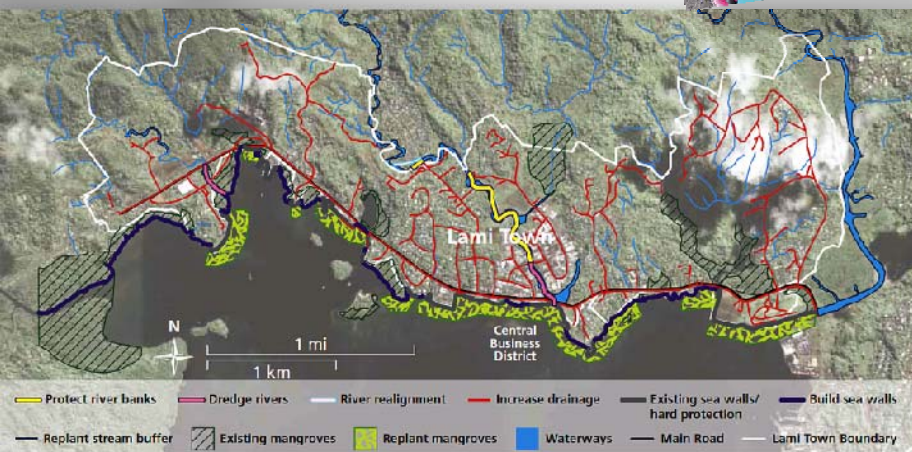 Lami Town
N
1 mi
1 km
Central
Business
District
Protect river banks
Dredge rivers
River realignment
Increase drainage
Existing sea walls/
hard protection
Build sea walls
Replant stream buffer
Existing mangroves
Replant mangroves
Waterways
Main Road
Lami Town Boundary